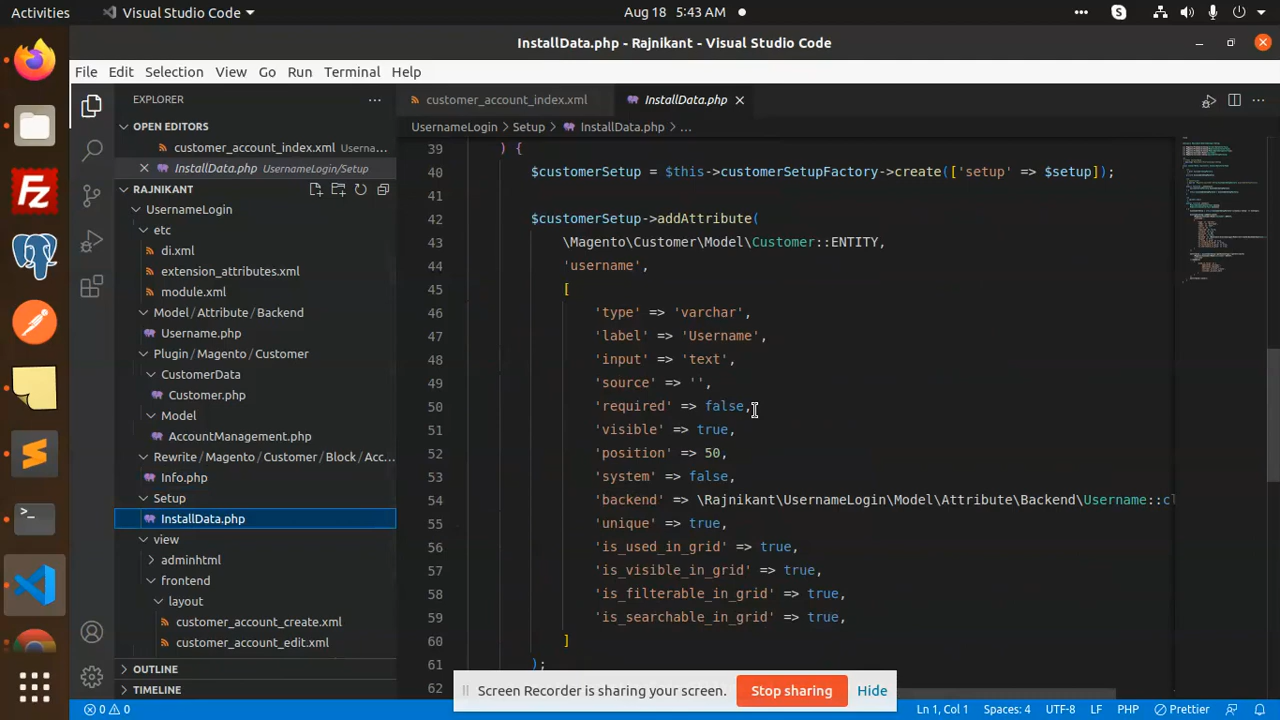 Activities
Visual Studio Code
Aug 18 5:43 AM
InstallData.php - Rajnikant - Visual Studio Code
File Edit Selection View Go Run Terminal Help
EXPLORER
customer_account_index.xml
InstallData.php
OPEN EDITORS
customer_account_index.xml Userna...
InstallData.php UsernameLogin/Setup
RAJNIKANT
UsernameLogin
etc
di.xml
extension_attributes.xml
module.xml
Model / Attribute / Backend
Username.php
Plugin / Magento / Customer
CustomerData
Customer.php
Model
AccountManagement.php
Rewrite / Magento / Customer / Block / Acc...
Info.php
Setup
InstallData.php
view
adminhtml
frontend
layout
customer_account_create.xml
customer_account_edit.xml
OUTLINE
TIMELINE
UsernameLogin > Setup > InstallData.php > ...
39 ) {
40 $customerSetup = $this->customerSetupFactory->create(['setup' => $setup]);
41
42 $customerSetup->addAttribute(
43 \Magento\Customer\Model\Customer::ENTITY,
44 'username',
45 [
46 'type' => 'varchar',
47 'label' => 'Username',
48 'input' => 'text',
49 'source' => '',
50 'required' => false,
51 'visible' => true,
52 'position' => 50,
53 'system' => false,
54 'backend' => \Rajnikant\UsernameLogin\Model\Attribute\Backend\Username::cl
55 'unique' => true,
56 'is_used_in_grid' => true,
57 'is_visible_in_grid' => true,
58 'is_filterable_in_grid' => true,
59 'is_searchable_in_grid' => true,
60 ]
61 );
62
Screen Recorder is sharing your screen. Stop sharing Hide
0 0 Ln 1, Col 1 Spaces: 4 UTF-8 LF PHP Prettier